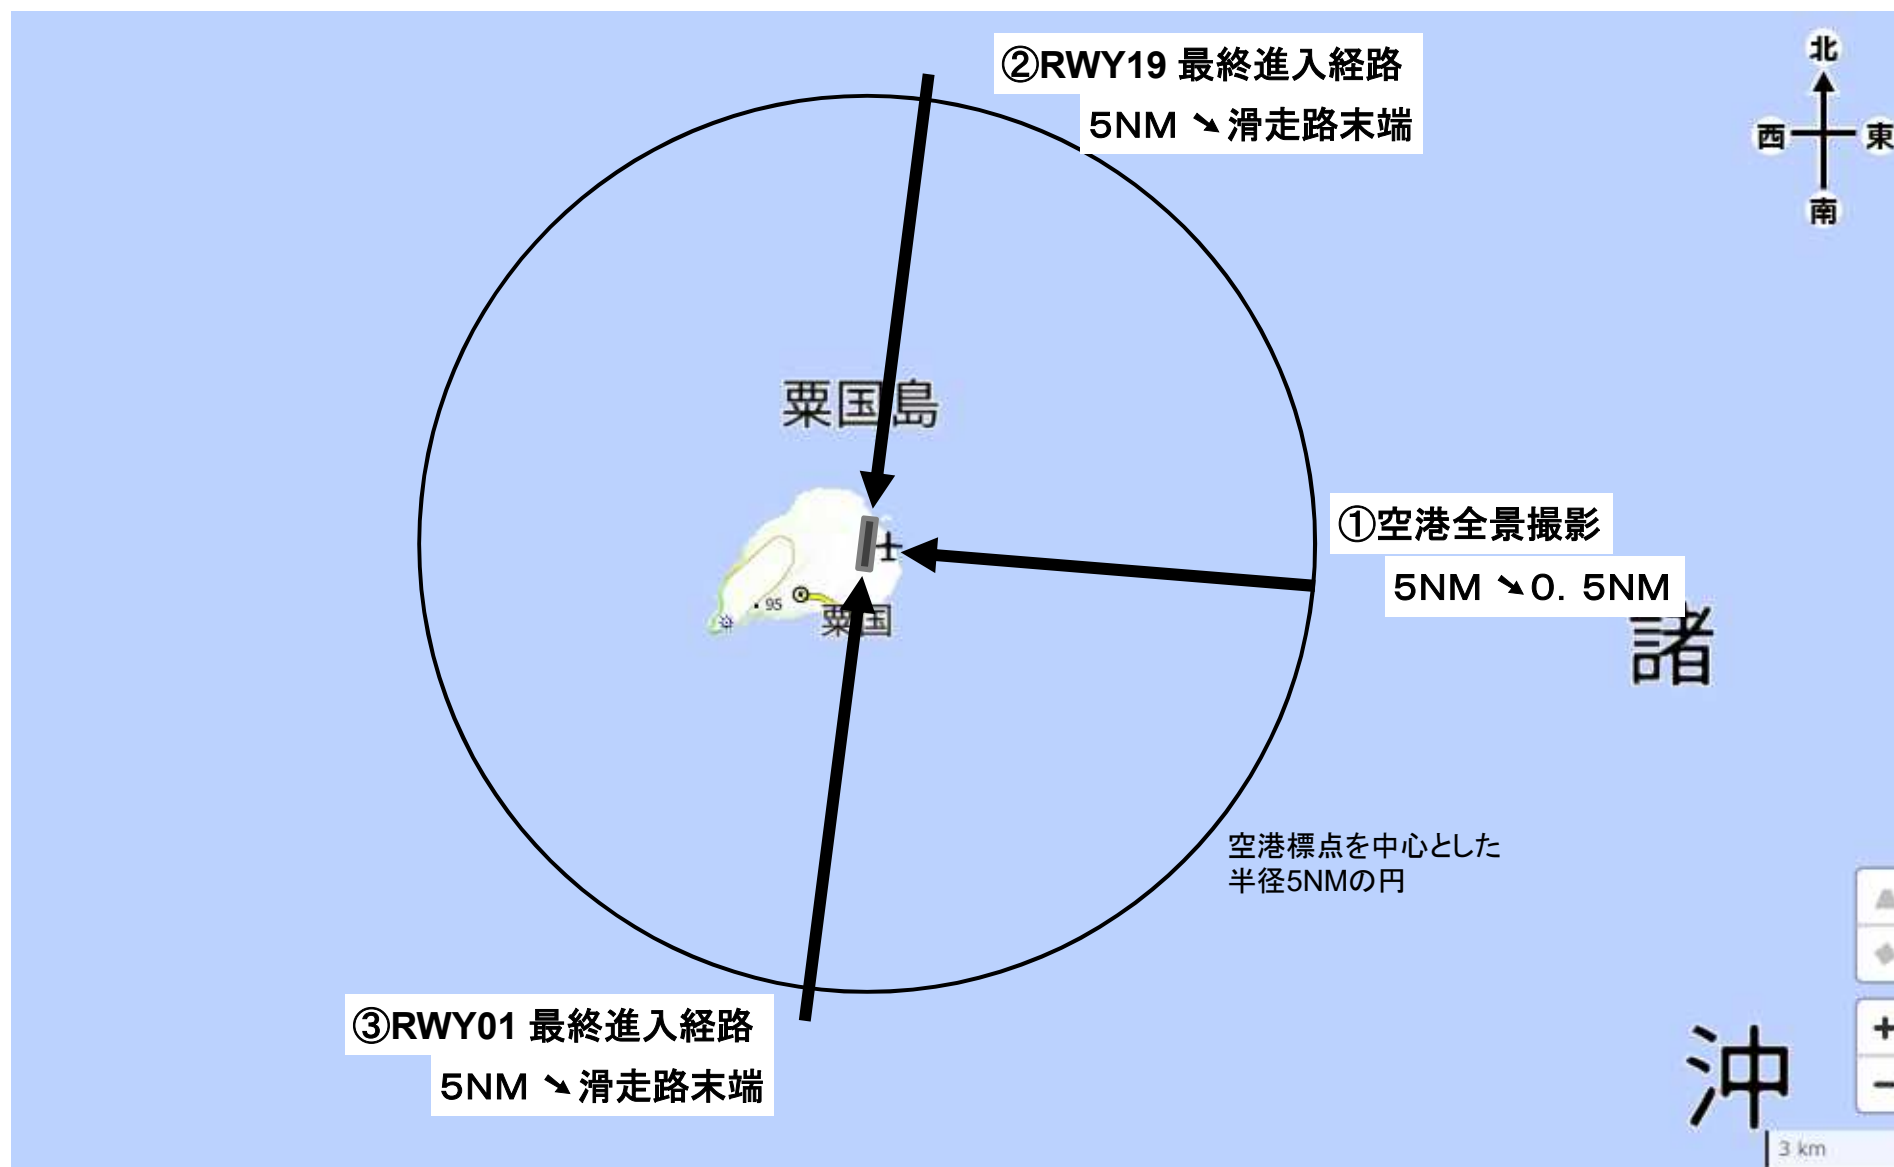 ②RWY19 最終進入経路
5NM ➘滑走路末端
北
西
東
南
粟国島
①空港全景撮影
5NM ➘0. 5NM
95
粟国
諸
空港標点を中心とした
半径5NMの円
③RWY01 最終進入経路
5NM ➘滑走路末端
沖
+
−
3 km